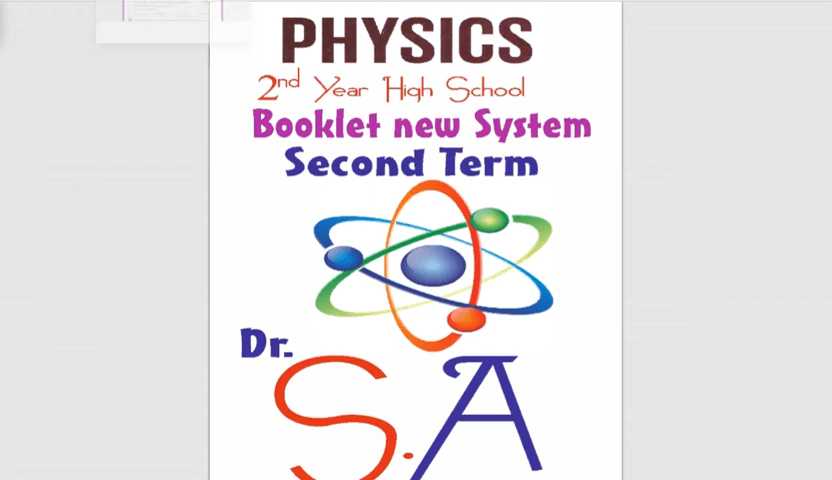 PHYSICS
2nd Year High School
Booklet new System
Second Term
Dr.
S.A